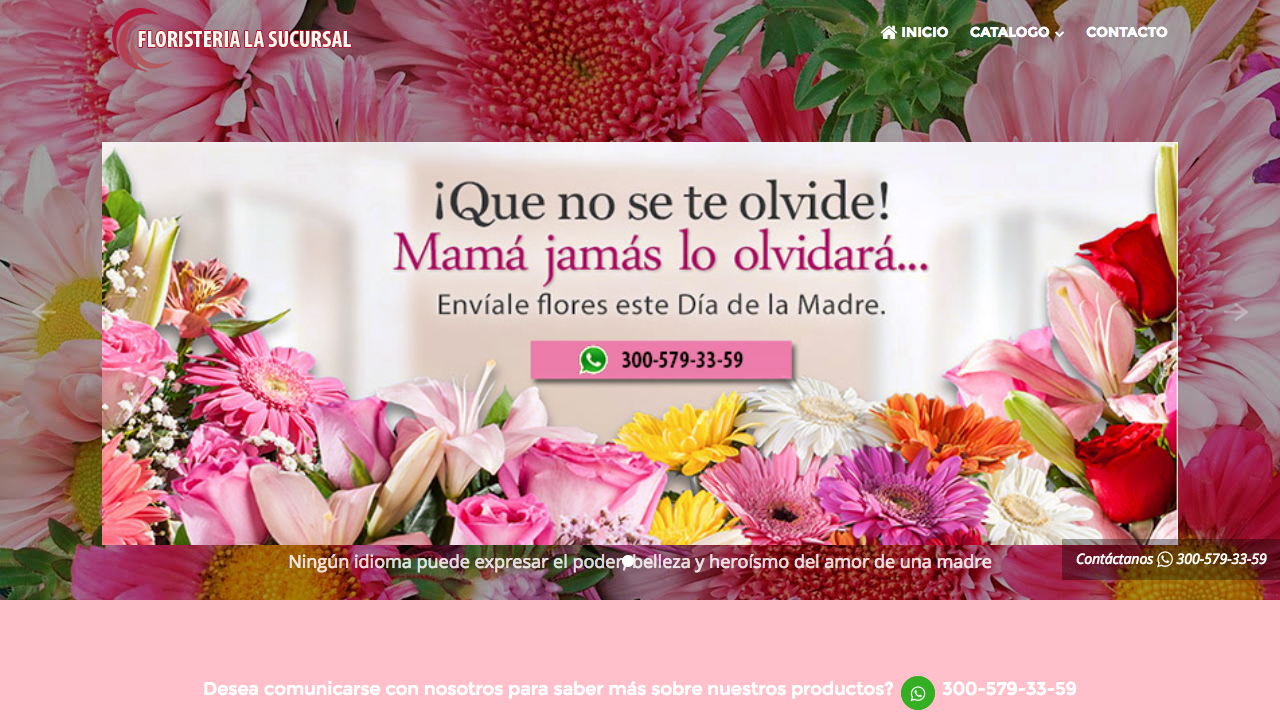 FLORISTERIA LA SUCURSAL
INICIO CATALOGO CONTACTO
¡Que no se te olvide!
Mamá jamás lo olvidará...
Envíale flores este Día de la Madre.
300-579-33-59
Ningún idioma puede expresar el poder, belleza y heroísmo del amor de una madre
Contáctanos 300-579-33-59
Desea comunicarse con nosotros para saber más sobre nuestros productos? 300-579-33-59